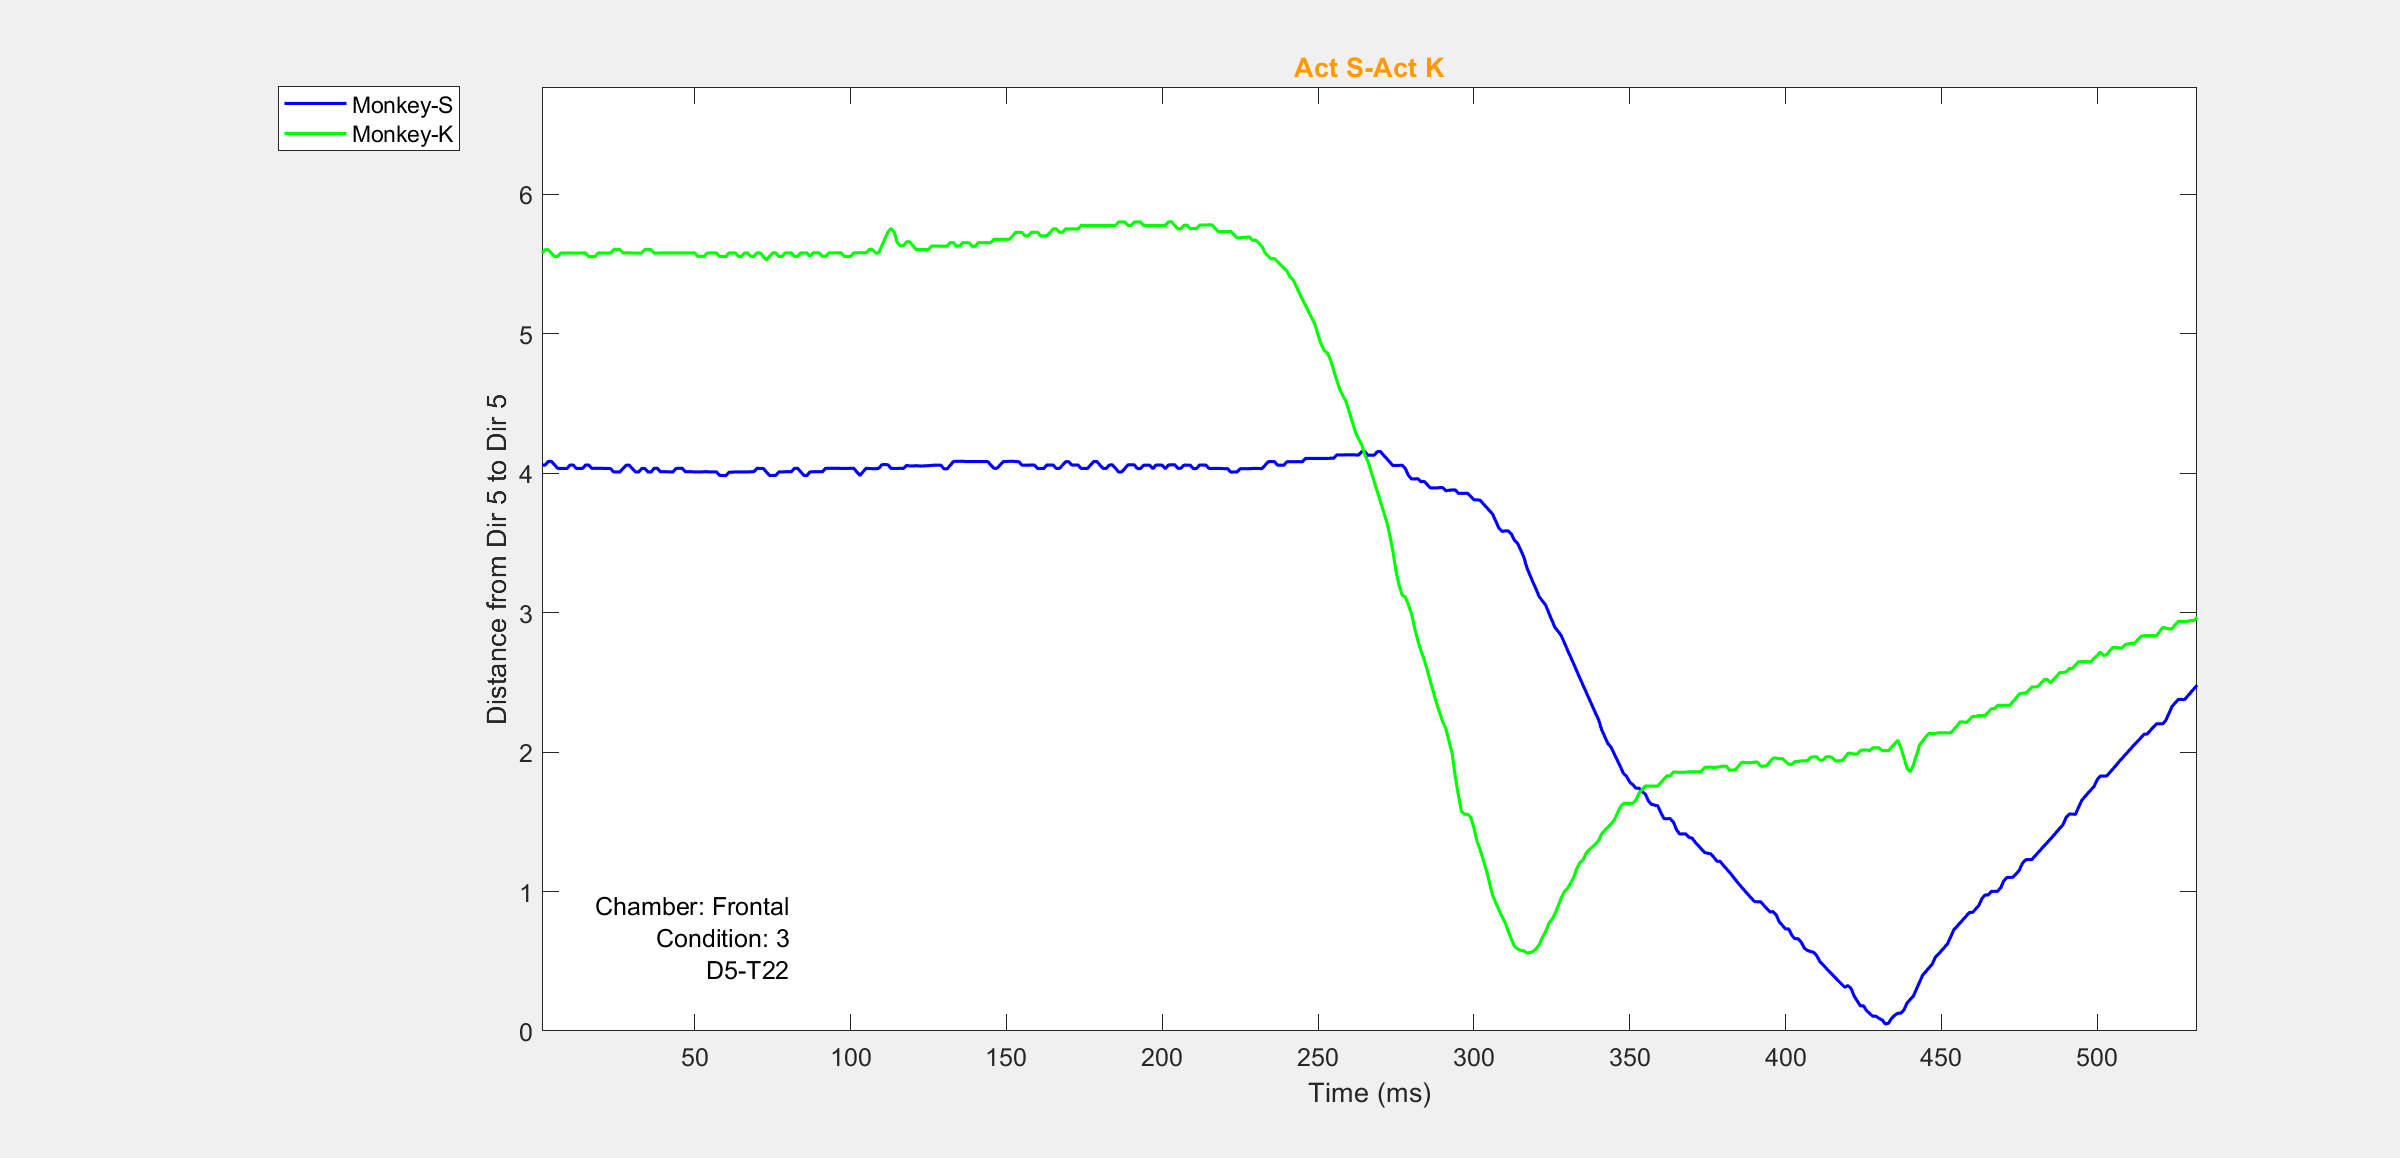 Act S-Act K
Monkey-S
Monkey-K
Distance from Dir 5 to Dir 5
6
5
4
3
2
1
0
Chamber: Frontal
Condition: 3
D5-T22
50 100 150 200 250 300 350 400 450 500
Time (ms)